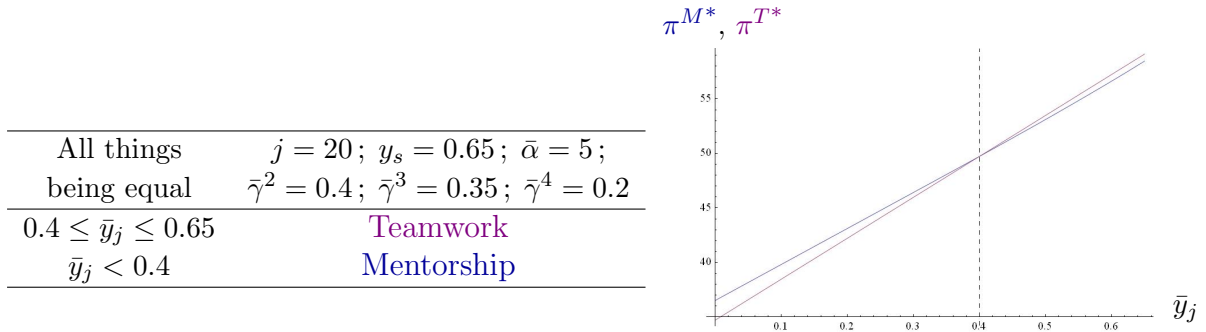 π^{M*}, π^{T*}
All things j = 20 ; y_s = 0.65 ; ᾱ = 5 ;
being equal γ̄^2 = 0.4 ; γ̄^3 = 0.35 ; γ̄^4 = 0.2
0.4 ≤ ȳ_j ≤ 0.65 Teamwork
ȳ_j < 0.4 Mentorship
55
50
45
40
0.1 0.2 0.3 0.4 0.5 0.6
ȳ_j